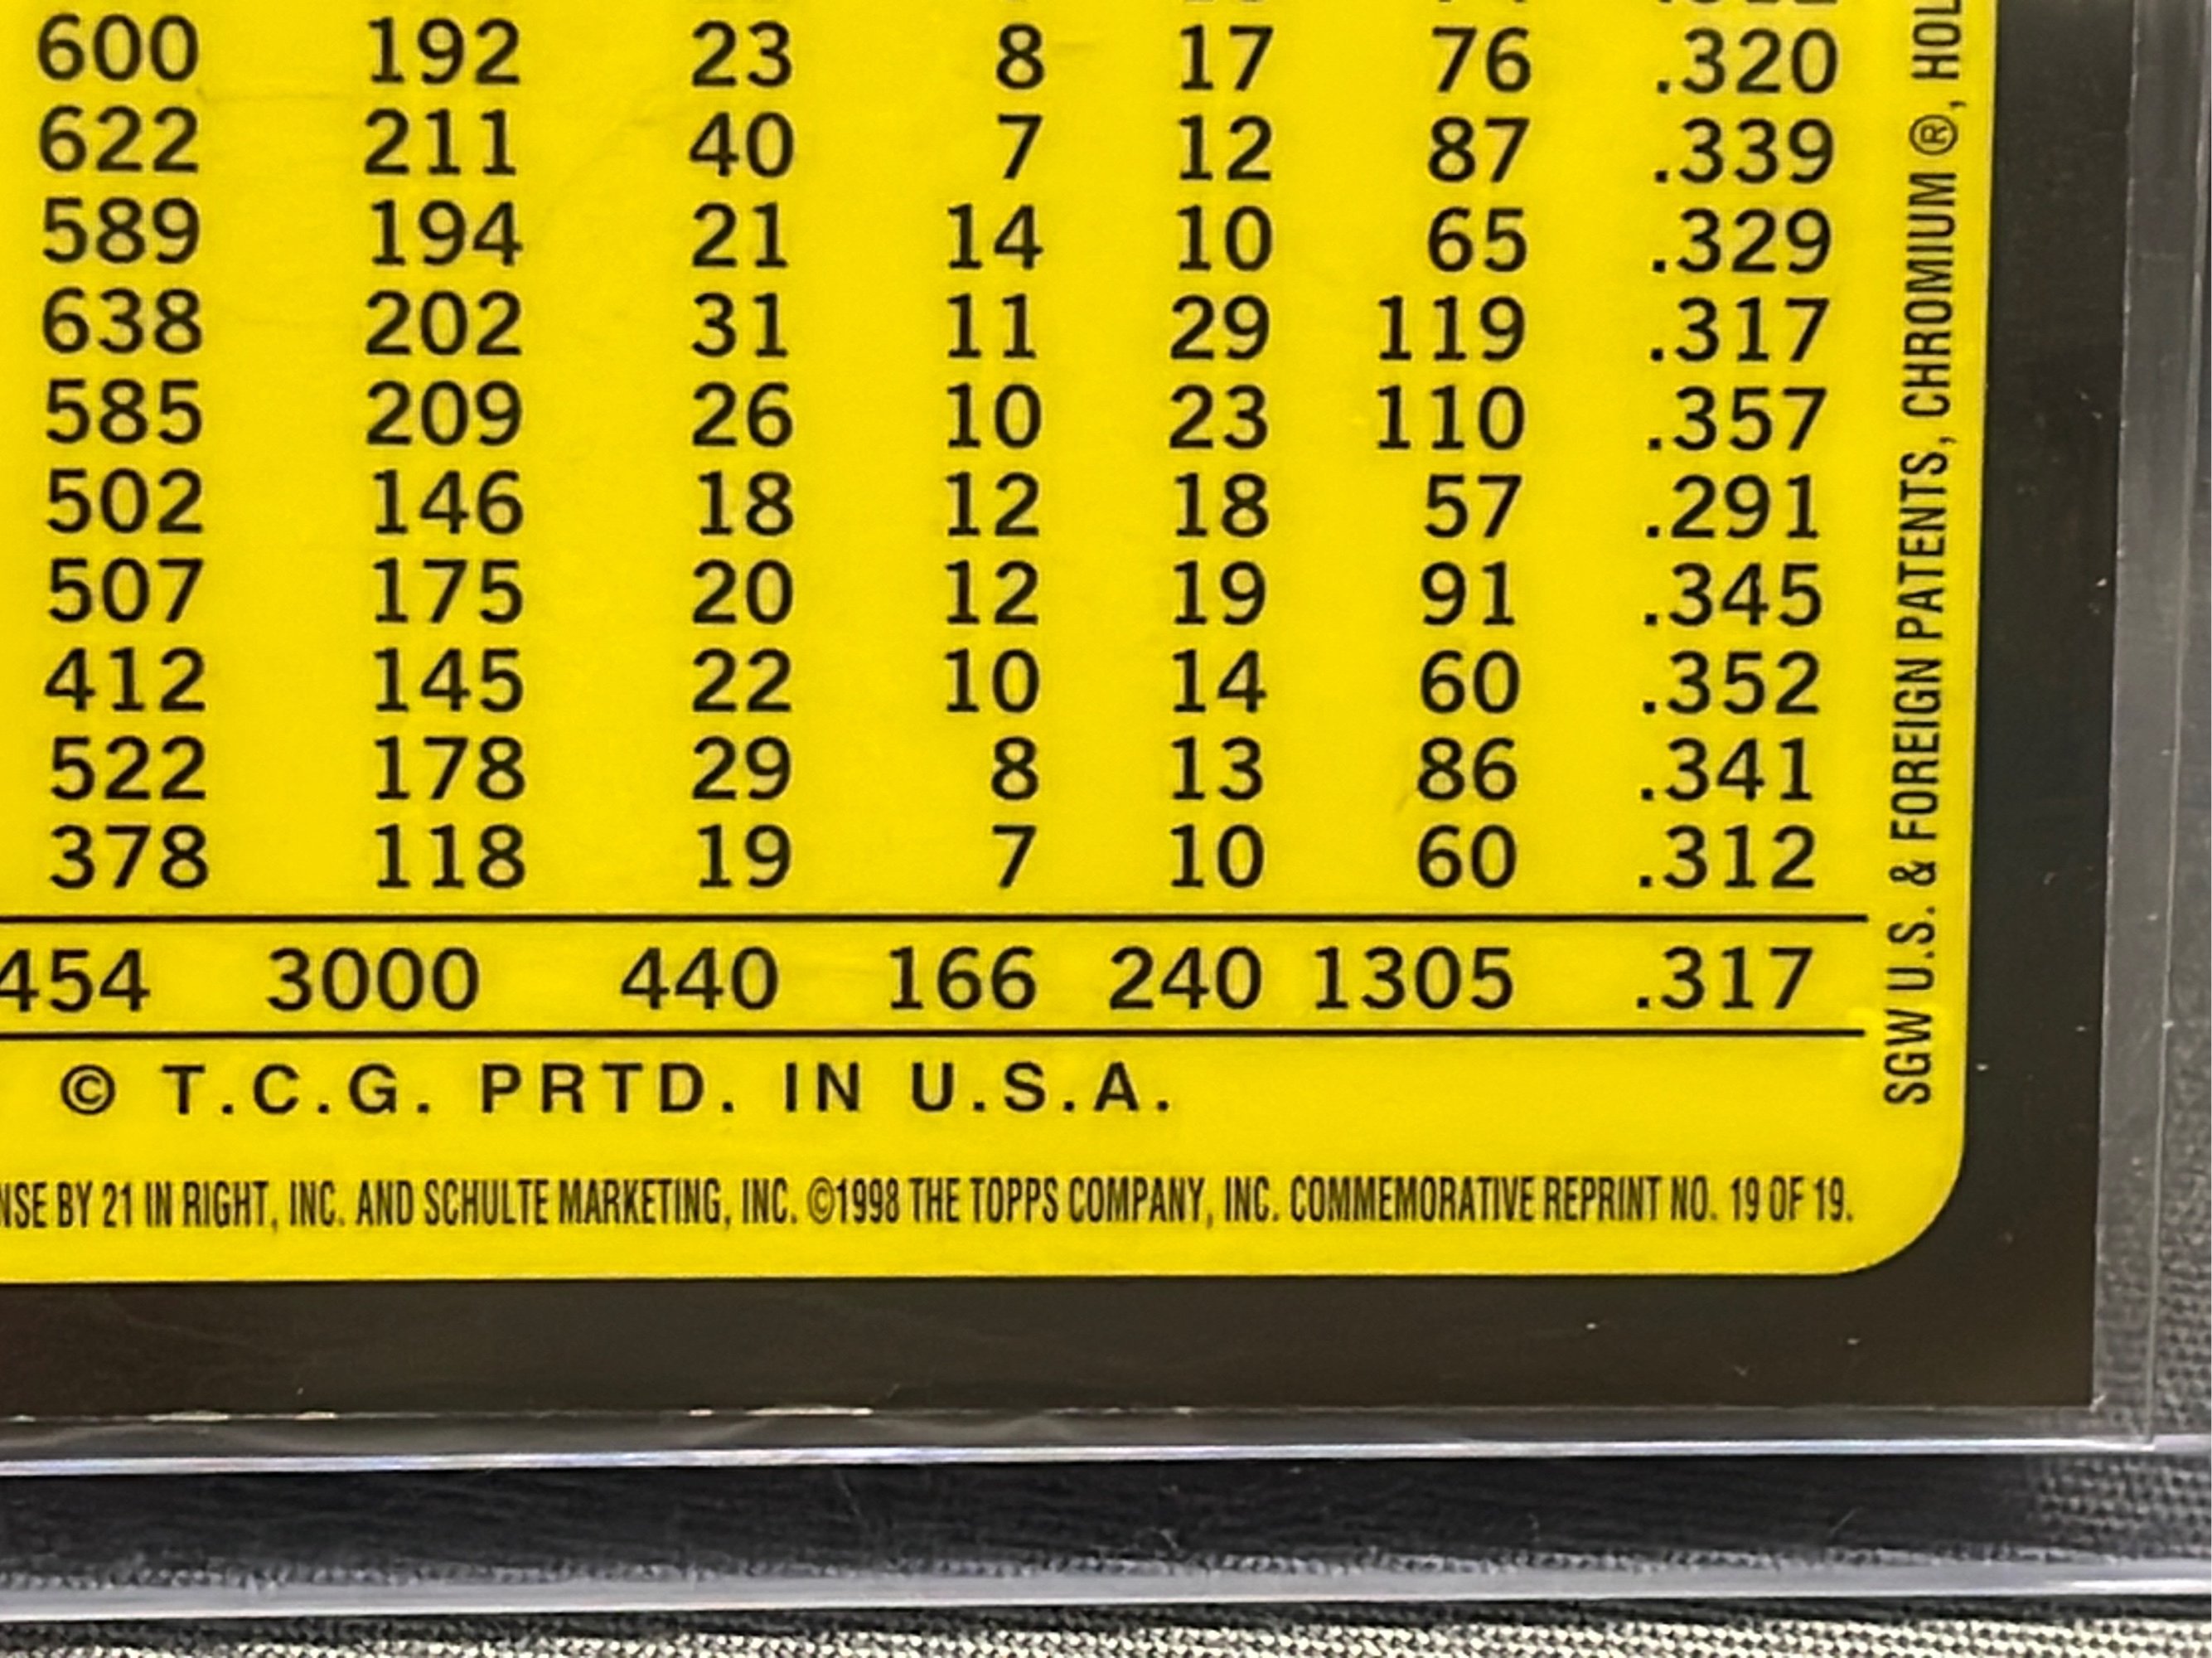 600 192 23 8 17 76 .320
622 211 40 7 12 87 .339
589 194 21 14 10 65 .329
638 202 31 11 29 119 .317
585 209 26 10 23 110 .357
502 146 18 12 18 57 .291
507 175 20 12 19 91 .345
412 145 22 10 14 60 .352
522 178 29 8 13 86 .341
378 118 19 7 10 60 .312
454 3000 440 166 240 1305 .317
© T.C.G. PRTD. IN U.S.A.
BY 21 IN RIGHT, INC. AND SCHULTE MARKETING, INC. ©1998 THE TOPPS COMPANY, INC. COMMEMORATIVE REPRINT NO. 19 OF 19.
SGW U.S. & FOREIGN PATENTS, CHROMIUM ®,